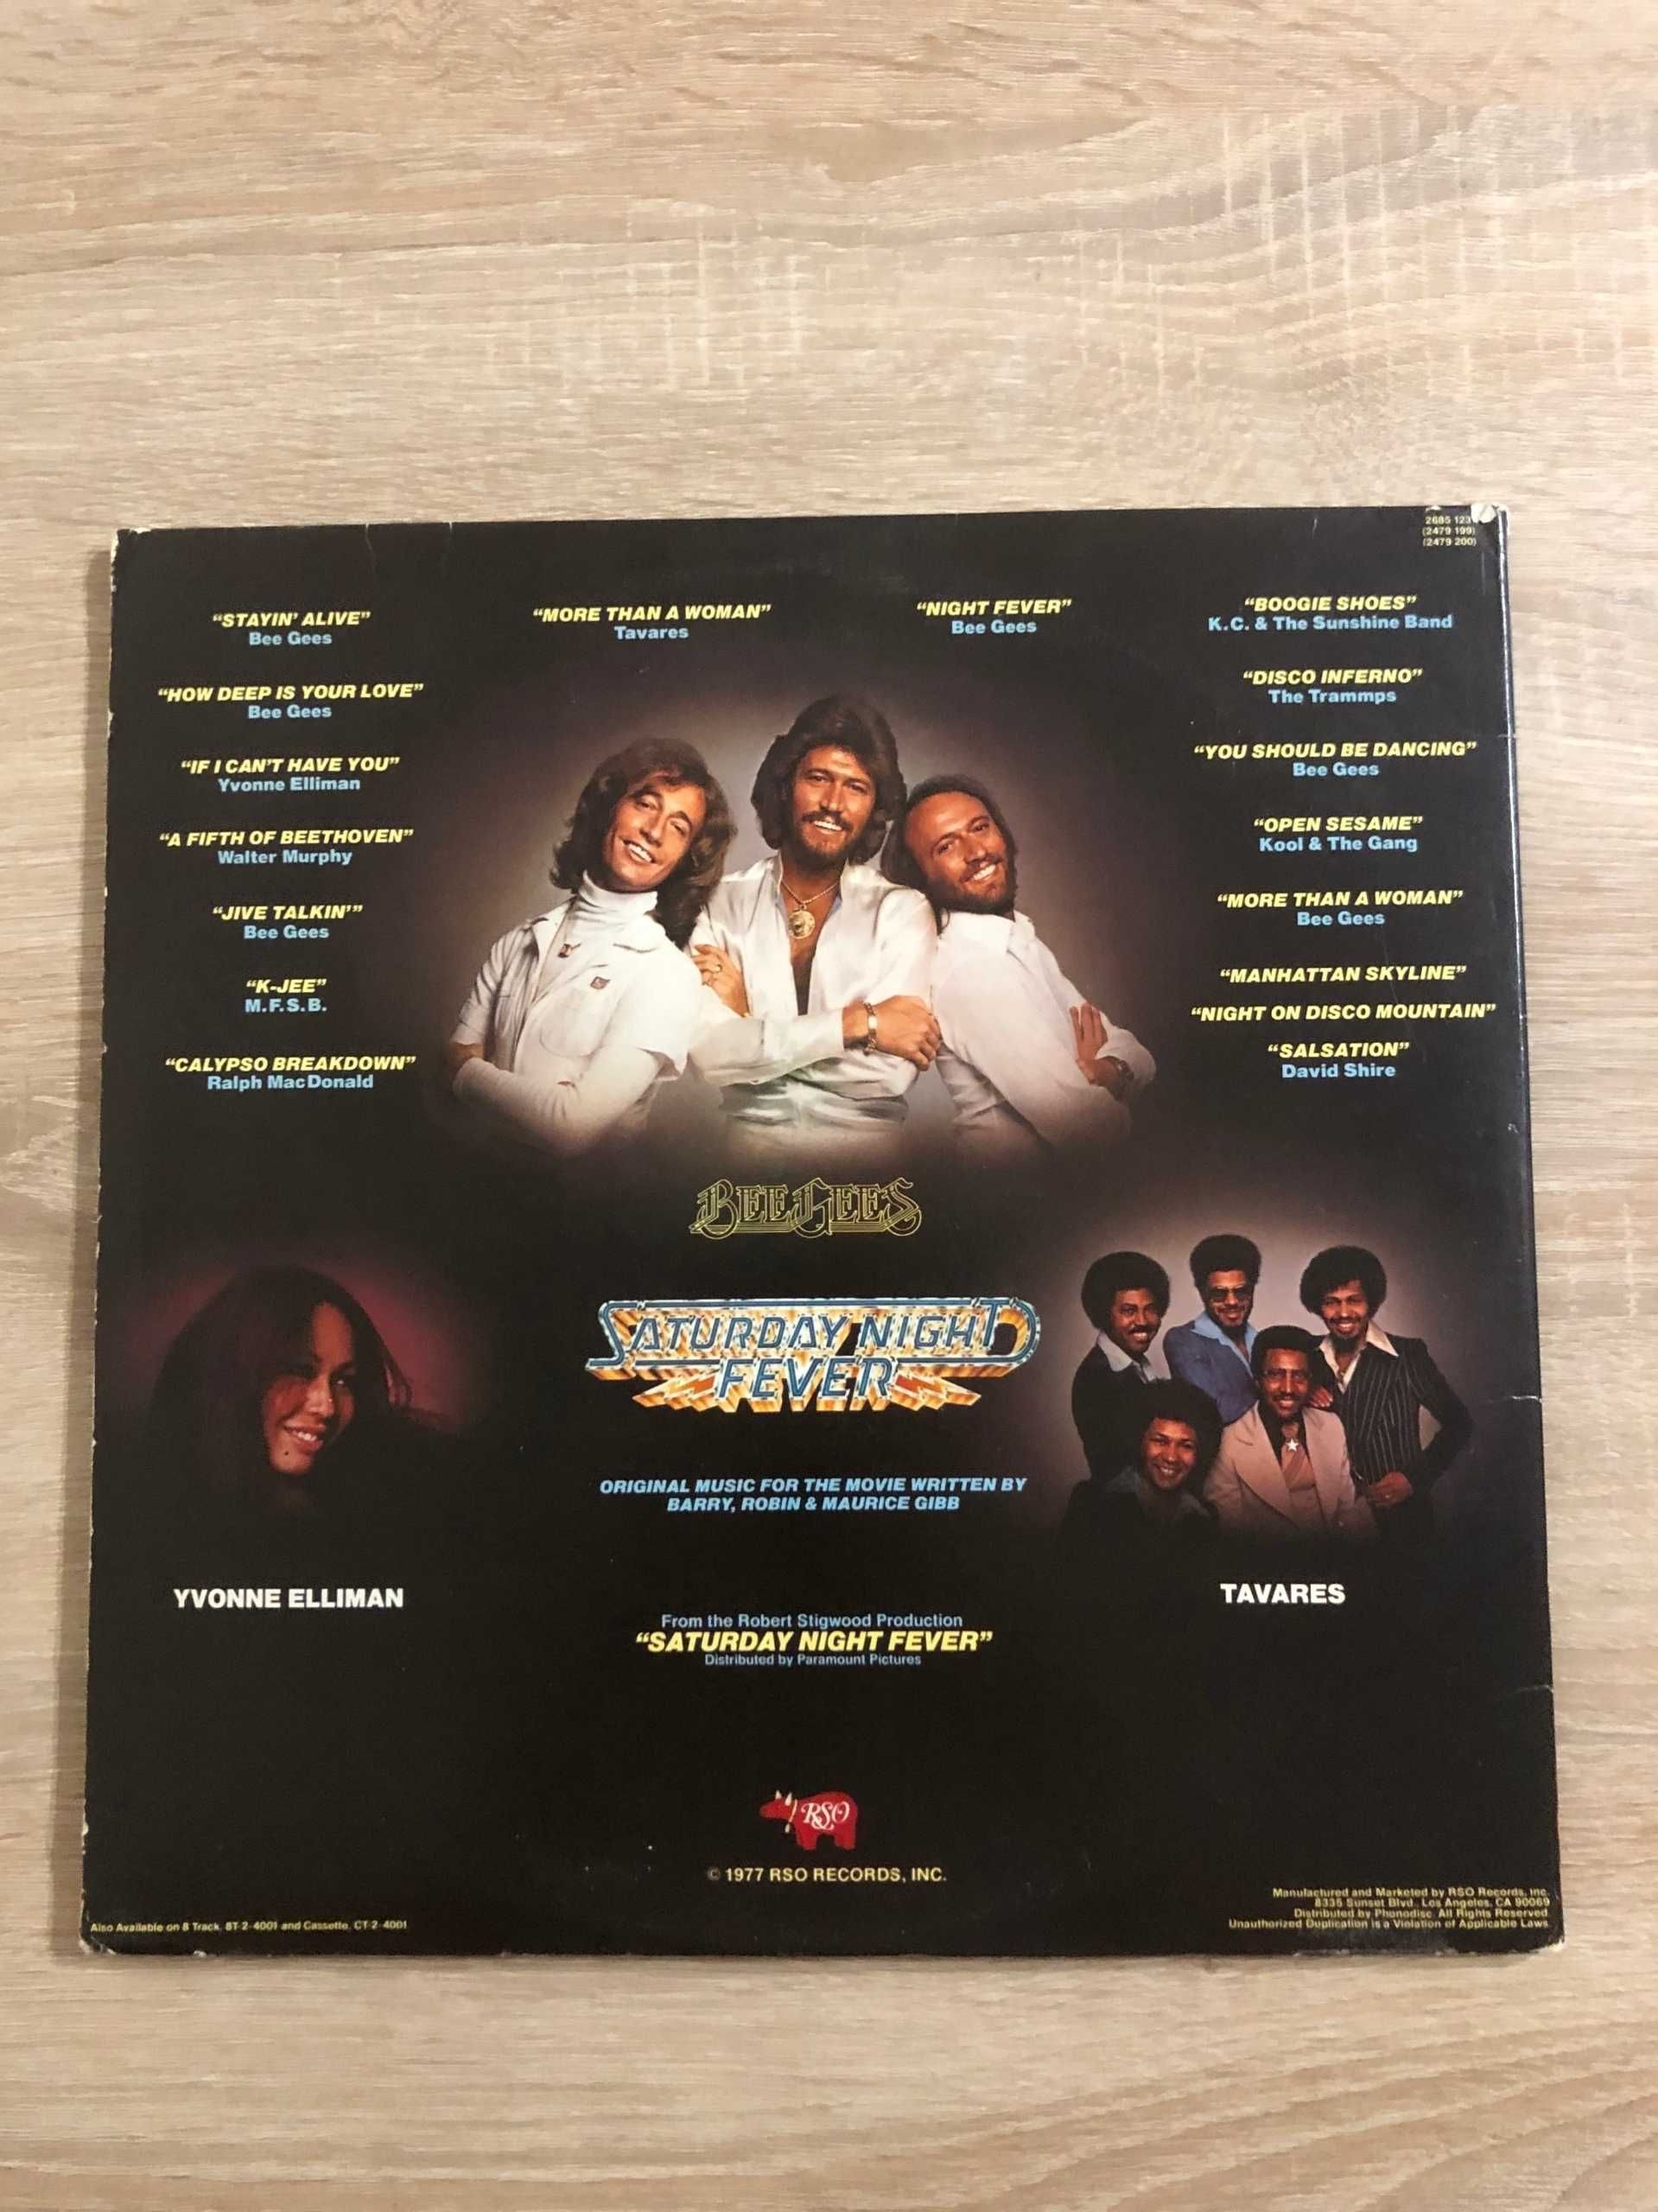 2685 123
(2479 199)
(2479 200)
“STAYIN’ ALIVE”
Bee Gees
“HOW DEEP IS YOUR LOVE”
Bee Gees
“IF I CAN’T HAVE YOU”
Yvonne Elliman
“A FIFTH OF BEETHOVEN”
Walter Murphy
“JIVE TALKIN’”
Bee Gees
“K-JEE”
M.F.S.B.
“CALYPSO BREAKDOWN”
Ralph MacDonald
“MORE THAN A WOMAN”
Tavares
“NIGHT FEVER”
Bee Gees
“BOOGIE SHOES”
K.C. & The Sunshine Band
“DISCO INFERNO”
The Trammps
“YOU SHOULD BE DANCING”
Bee Gees
“OPEN SESAME”
Kool & The Gang
“MORE THAN A WOMAN”
Bee Gees
“MANHATTAN SKYLINE”
“NIGHT ON DISCO MOUNTAIN”
“SALSATION”
David Shire
BEE GEES
SATURDAY NIGHT
FEVER
ORIGINAL MUSIC FOR THE MOVIE WRITTEN BY
BARRY, ROBIN & MAURICE GIBB
YVONNE ELLIMAN
TAVARES
From the Robert Stigwood Production
“SATURDAY NIGHT FEVER”
Distributed by Paramount Pictures
RSO
© 1977 RSO RECORDS, INC.
Also Available on 8 Track, 8T-2-4001 and Cassette, CT-2-4001
Manufactured and Marketed by RSO Records, Inc.
8335 Sunset Blvd., Los Angeles, CA 90069
Distributed by Phonodisc. All Rights Reserved.
Unauthorized Duplication is a Violation of Applicable Laws.